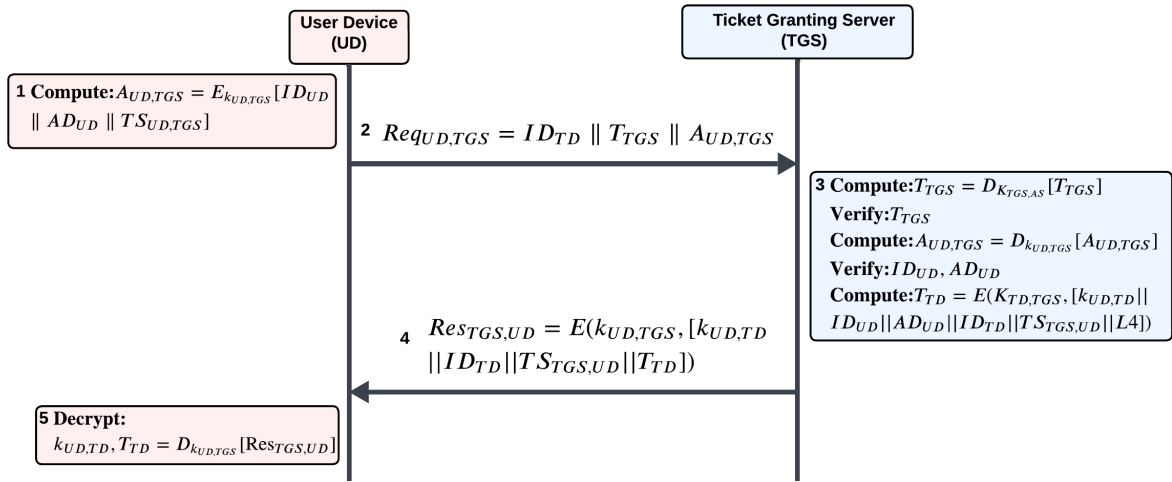 User Device
(UD)
Ticket Granting Server
(TGS)
1 Compute:A_{UD,TGS} = E_{k_{UD,TGS}}[ID_{UD}
∥ AD_{UD} ∥ TS_{UD,TGS}]
2 Req_{UD,TGS} = ID_{TD} ∥ T_{TGS} ∥ A_{UD,TGS}
3 Compute:T_{TGS} = D_{K_{TGS,AS}}[T_{TGS}]
Verify:T_{TGS}
Compute:A_{UD,TGS} = D_{k_{UD,TGS}}[A_{UD,TGS}]
Verify:ID_{UD}, AD_{UD}
Compute:T_{TD} = E(K_{TD,TGS}, [k_{UD,TD}||
ID_{UD}||AD_{UD}||ID_{TD}||TS_{TGS,UD}||L4])
4 Res_{TGS,UD} = E(k_{UD,TGS}, [k_{UD,TD}
||ID_{TD}||TS_{TGS,UD}||T_{TD}])
5 Decrypt:
k_{UD,TD}, T_{TD} = D_{k_{UD,TGS}}[Res_{TGS,UD}]